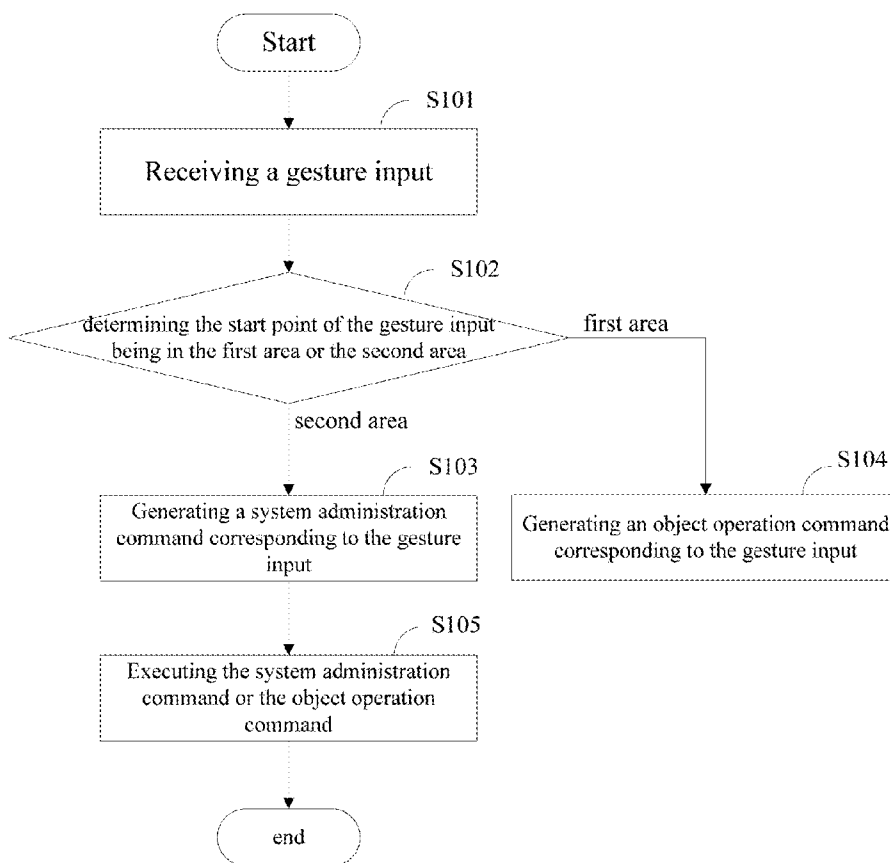 Start
S101
Receiving a gesture input
S102
determining the start point of the gesture input
being in the first area or the second area
first area
second area
S103
Generating a system administration
command corresponding to the gesture
input
S104
Generating an object operation command
corresponding to the gesture input
S105
Executing the system administration
command or the object operation
command
end